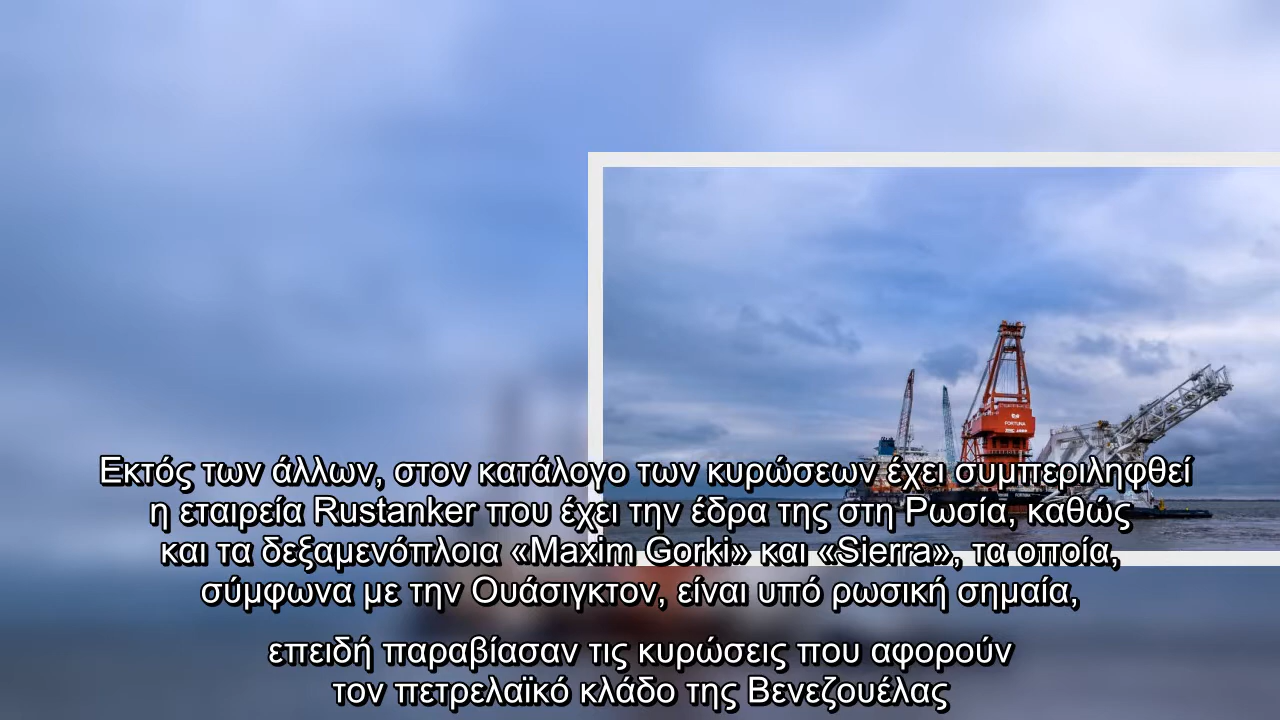 FORTUNA
Εκτός των άλλων, στον κατάλογο των κυρώσεων έχει συμπεριληφθεί
η εταιρεία Rustanker που έχει την έδρα της στη Ρωσία, καθώς
και τα δεξαμενόπλοια «Maxim Gorki» και «Sierra», τα οποία,
σύμφωνα με την Ουάσιγκτον, είναι υπό ρωσική σημαία,
επειδή παραβίασαν τις κυρώσεις που αφορούν
τον πετρελαϊκό κλάδο της Βενεζουέλας